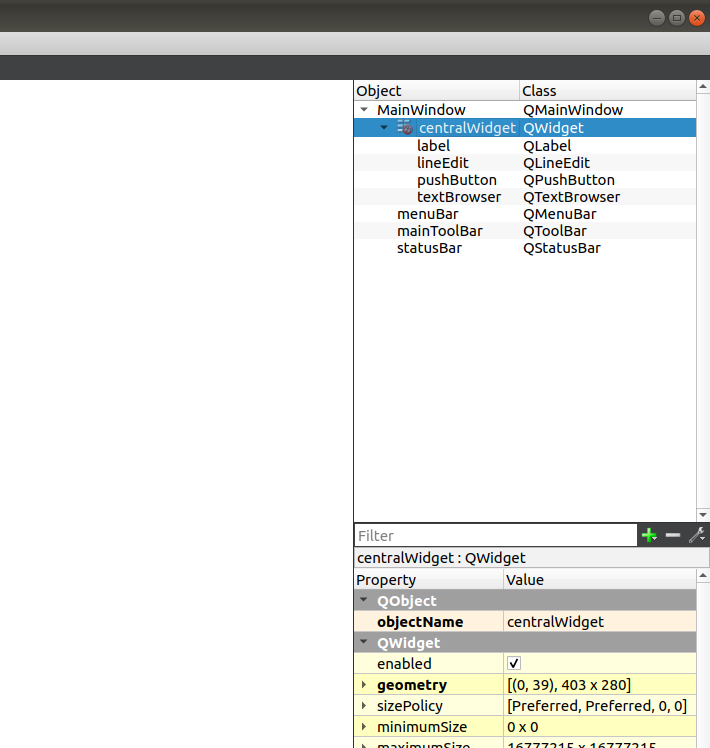 Object Class
MainWindow QMainWindow
centralWidget QWidget
label QLabel
lineEdit QLineEdit
pushButton QPushButton
textBrowser QTextBrowser
menuBar QMenuBar
mainToolBar QToolBar
statusBar QStatusBar
Filter
centralWidget : QWidget
Property Value
QObject
objectName centralWidget
QWidget
enabled
geometry [(0, 39), 403 x 280]
sizePolicy [Preferred, Preferred, 0, 0]
minimumSize 0 x 0
maximumSize 16777215 x 16777215